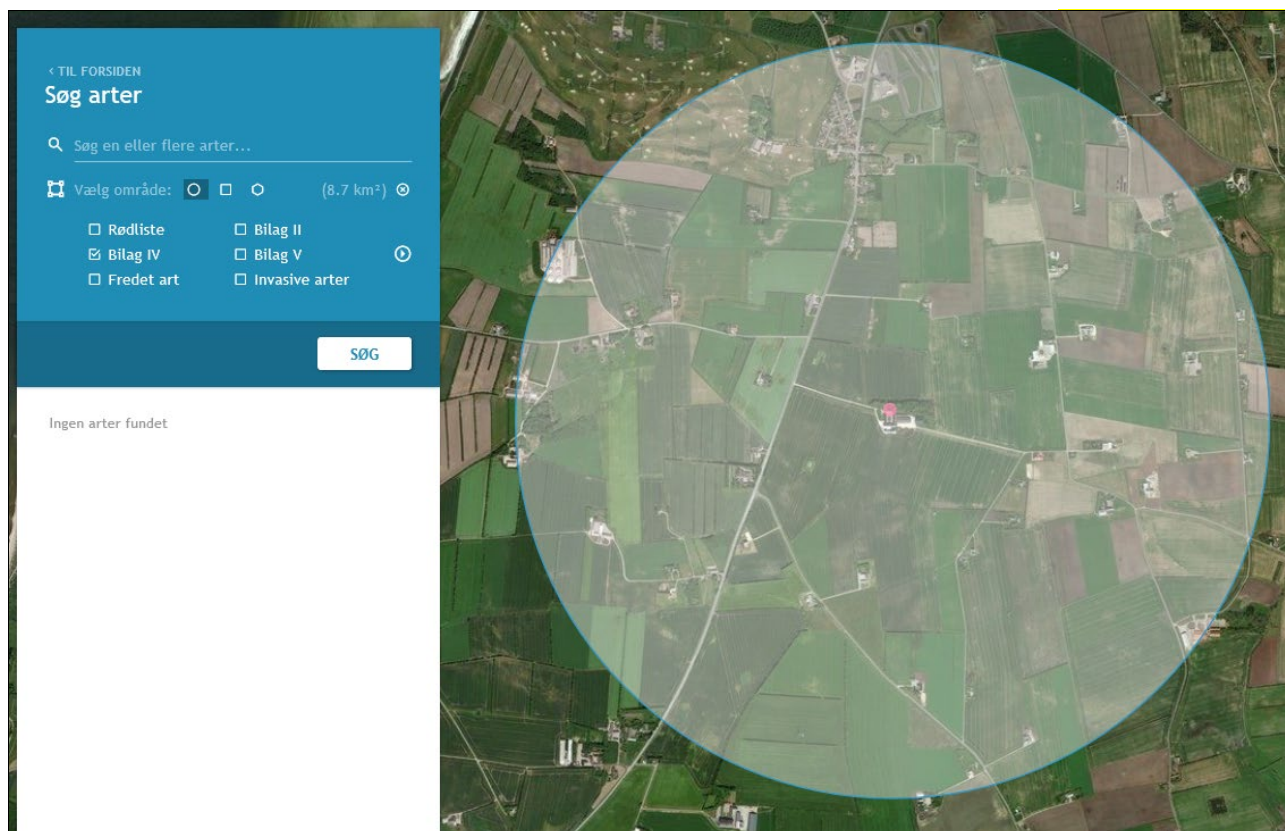 ‹ TIL FORSIDEN
Søg arter
Søg en eller flere arter...
Vælg område: (8.7 km²)
Rødliste Bilag II
Bilag IV Bilag V
Fredet art Invasive arter
SØG
Ingen arter fundet